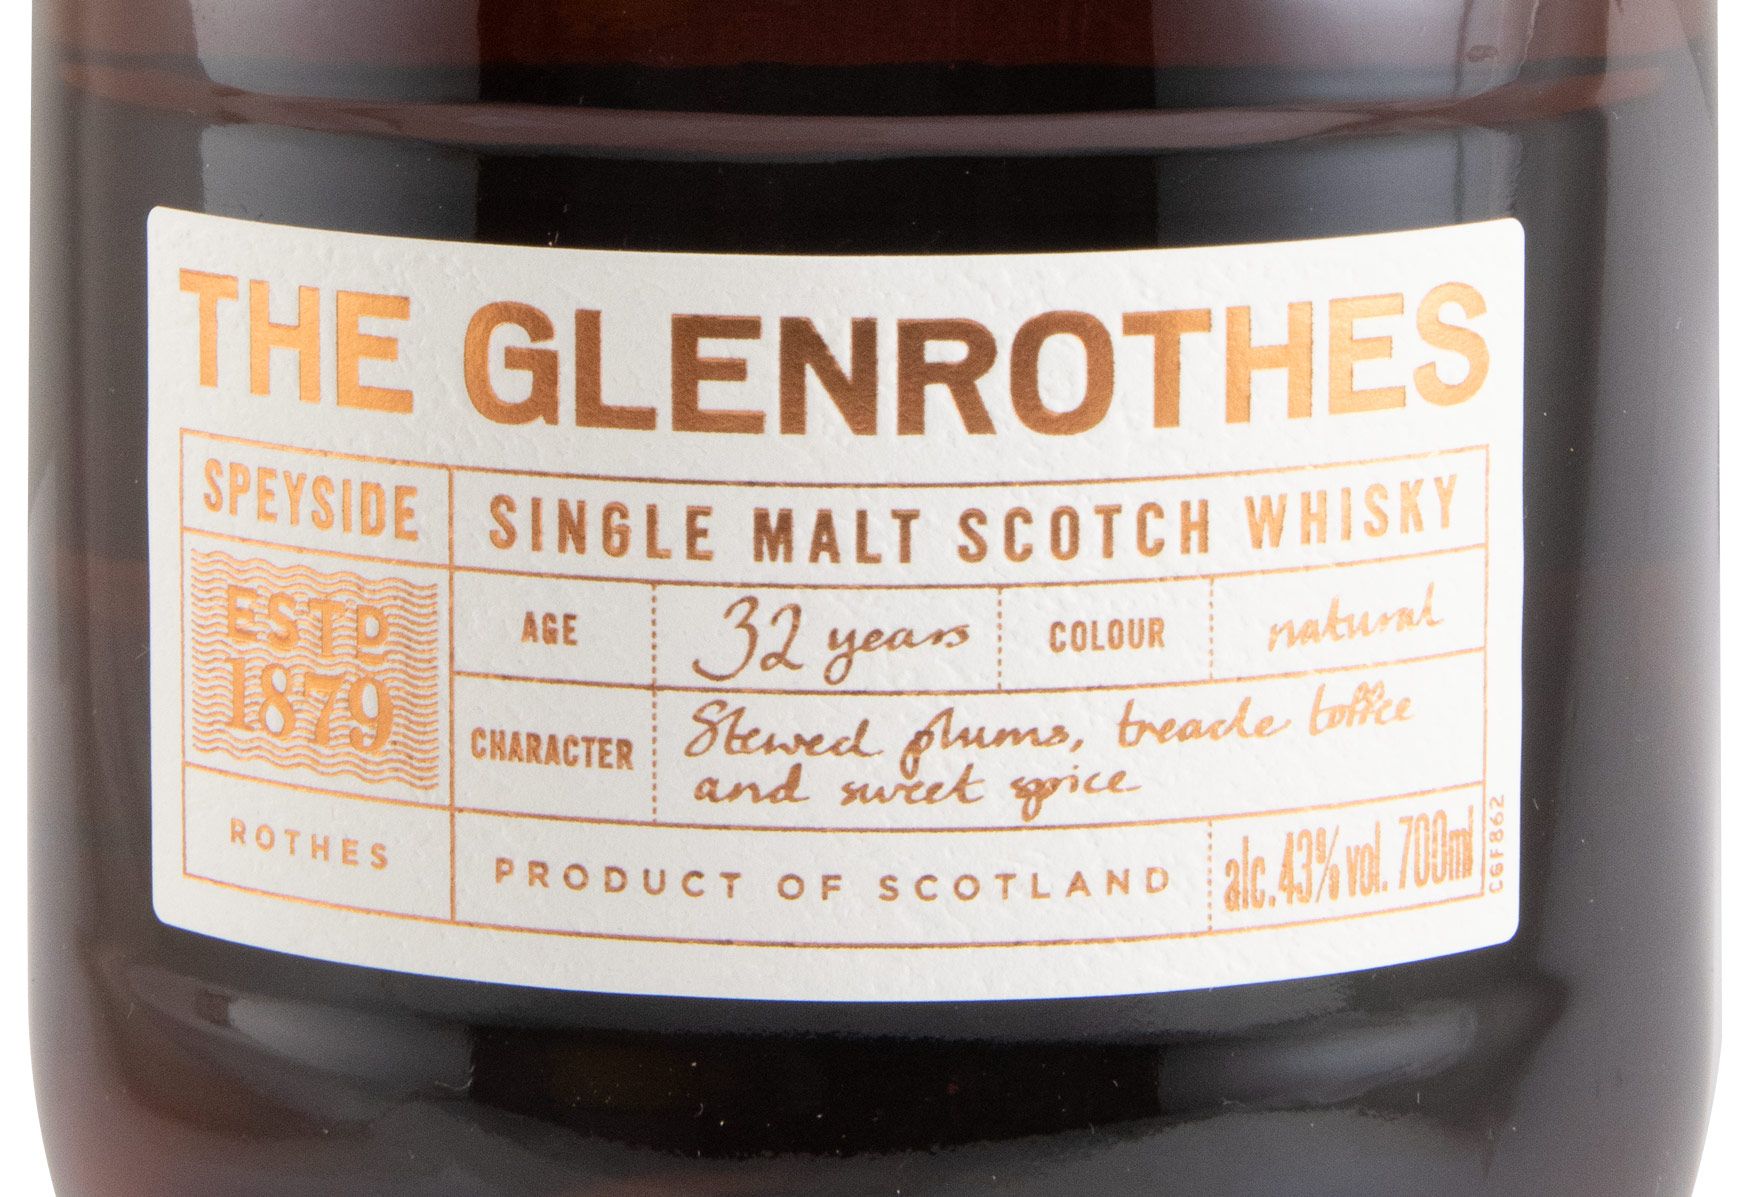 THE GLENROTHES
SPEYSIDE
SINGLE MALT SCOTCH WHISKY
ESTD
1879
AGE
32 years
COLOUR
natural
CHARACTER
Stewed plums, treacle toffee
and sweet spice
ROTHES
PRODUCT OF SCOTLAND
alc. 43% vol. 700ml
CGF862